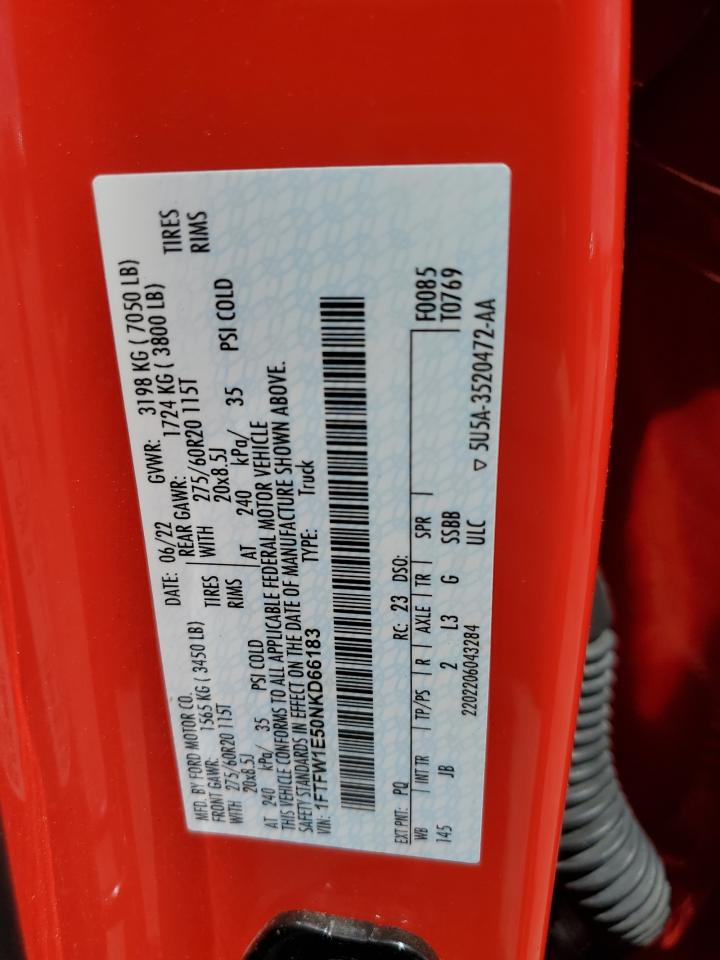 MFD. BY FORD MOTOR CO.
DATE: 06/22 GVWR: 3198 KG ( 7050 LB)
FRONT GAWR: 1565 KG ( 3450 LB) REAR GAWR: 1724 KG ( 3800 LB)
WITH 275/60R20 115T TIRES WITH 275/60R20 115T TIRES
20x8.5J RIMS 20x8.5J RIMS
AT 240 kPa/ 35 PSI COLD AT 240 kPa/ 35 PSI COLD
THIS VEHICLE CONFORMS TO ALL APPLICABLE FEDERAL MOTOR VEHICLE
SAFETY STANDARDS IN EFFECT ON THE DATE OF MANUFACTURE SHOWN ABOVE.
VIN: 1FTFW1E50NKD66183 TYPE: Truck
EXT PNT: PQ RC: 23 DSO: F0085
WB INT TR TP/PS R AXLE TR SPR T0769
145 JB 2 L3 G SSBB
2202206043284 ULC ▽ 5U5A-3520472-AA